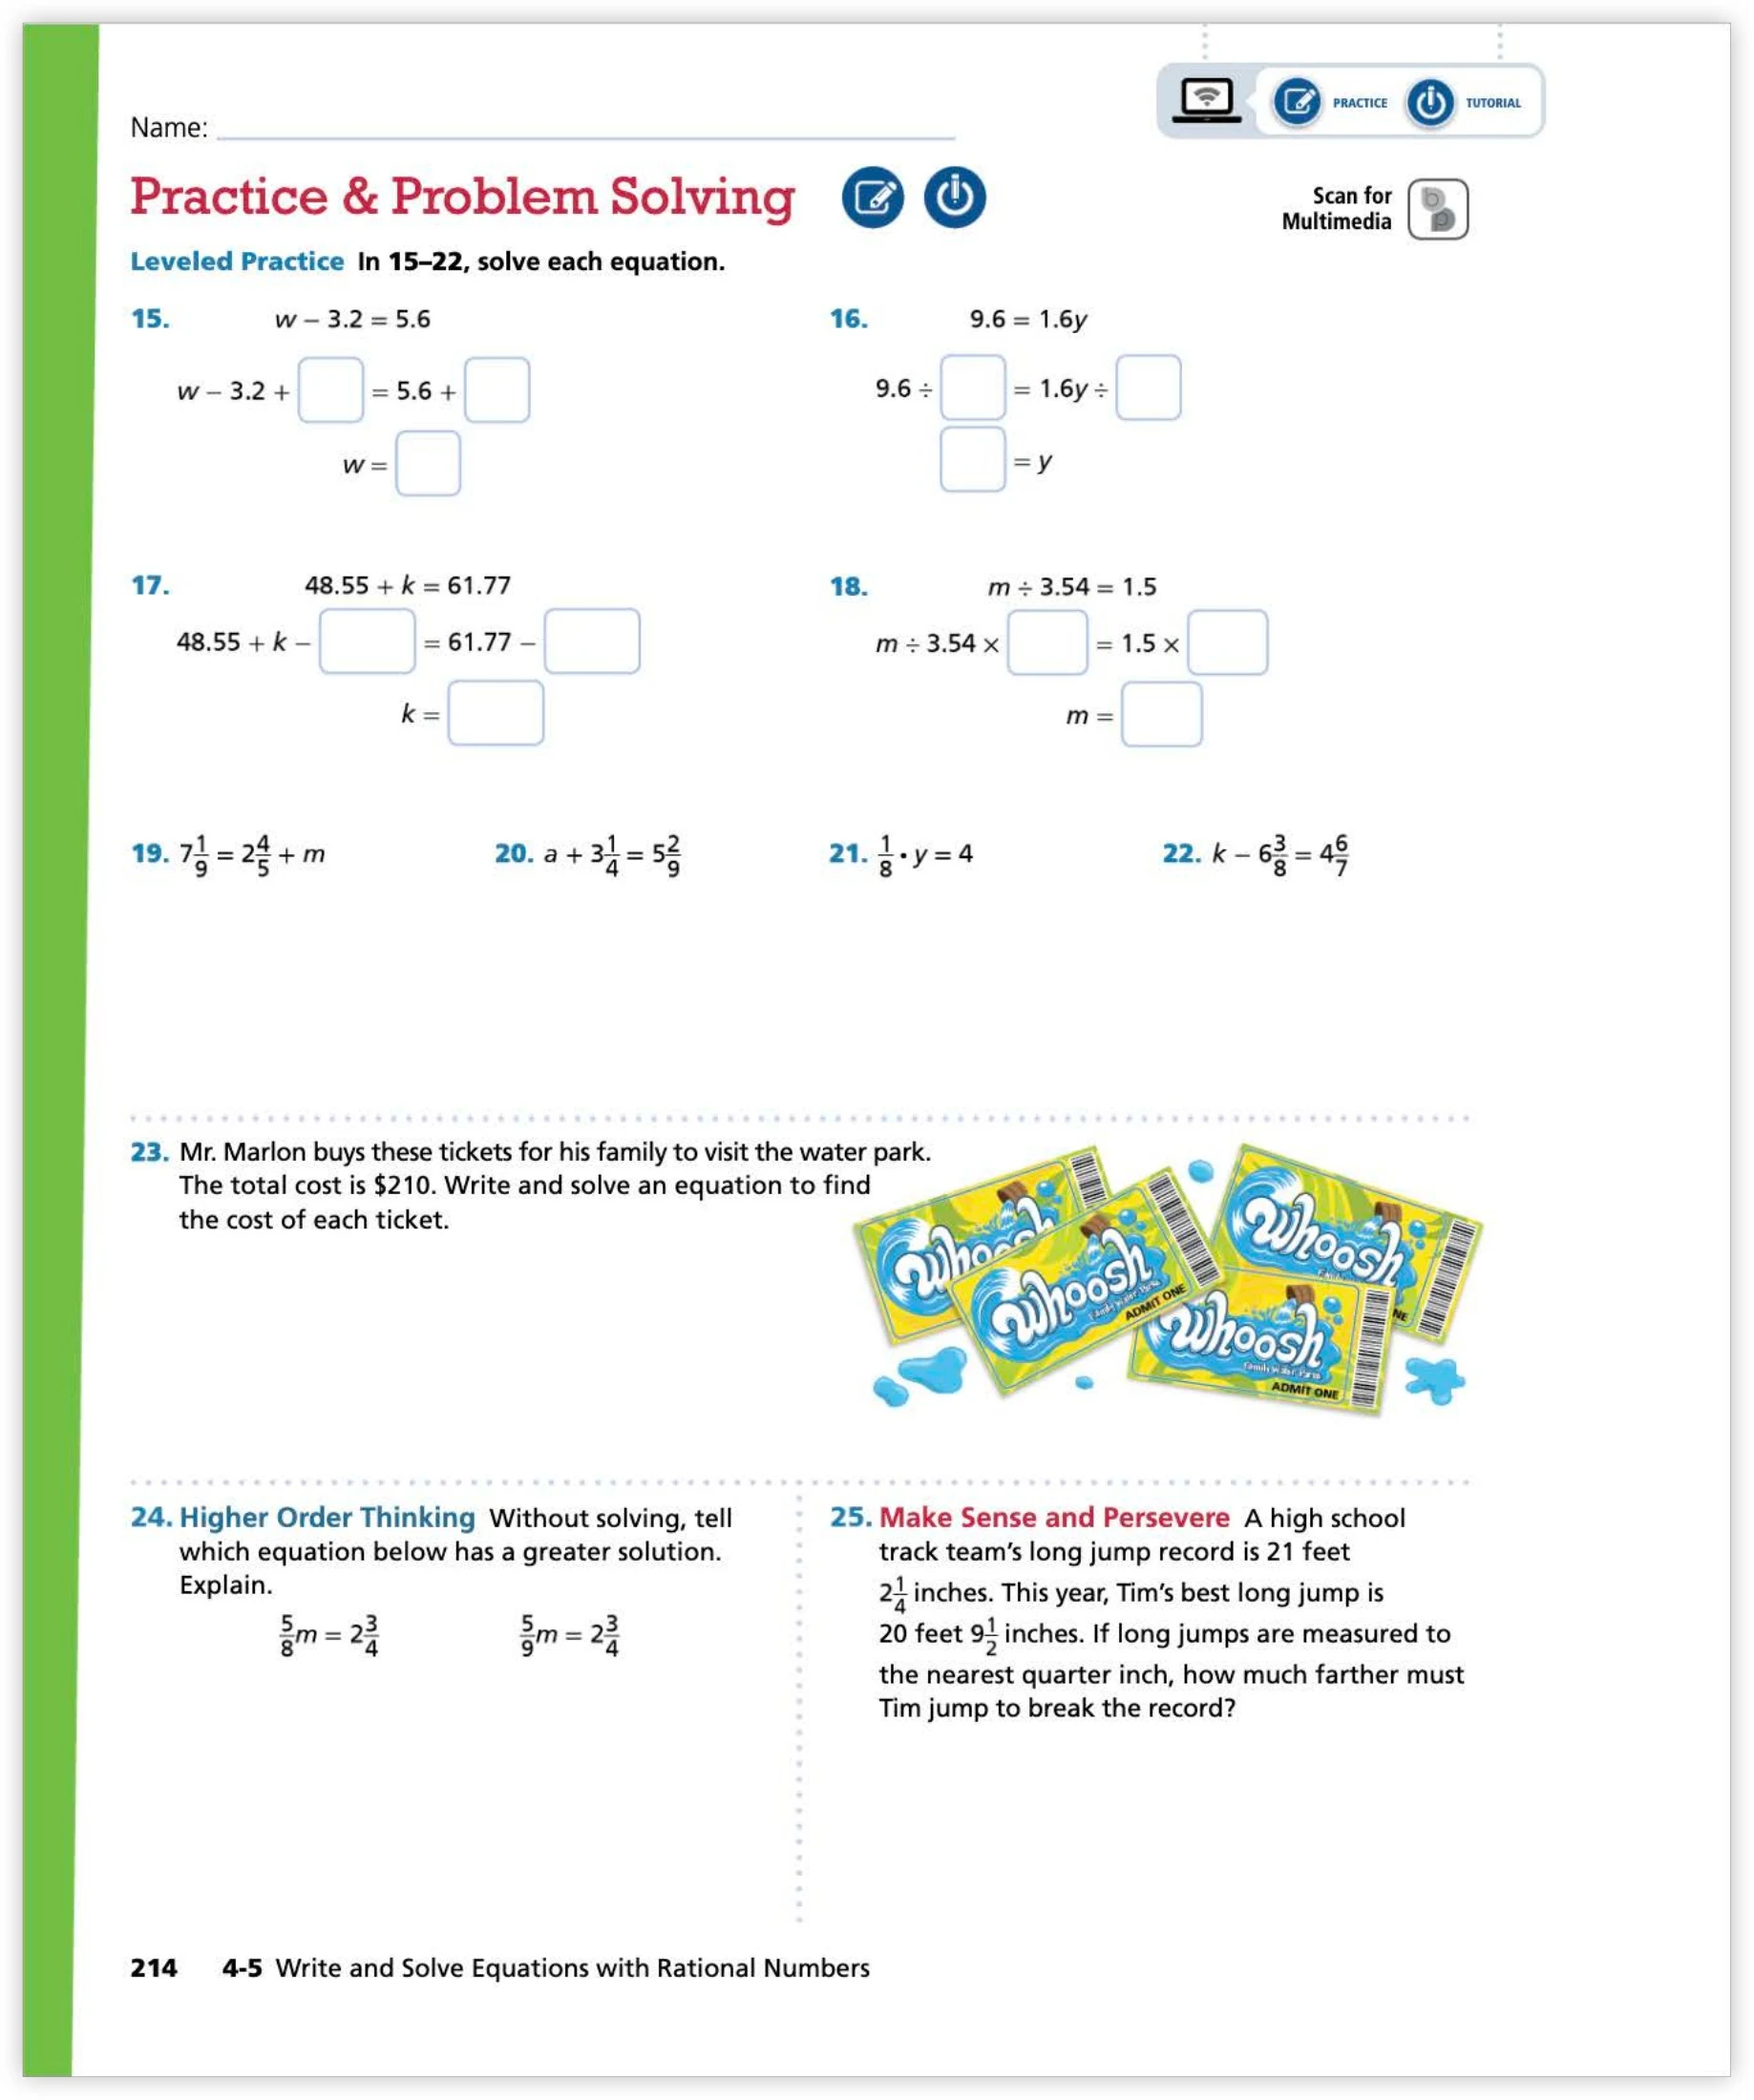 PRACTICE TUTORIAL
Name:
Practice & Problem Solving
Scan for
Multimedia
Leveled Practice In 15–22, solve each equation.
15. w – 3.2 = 5.6
w – 3.2 + = 5.6 +
w =
16. 9.6 = 1.6y
9.6 ÷ = 1.6y ÷
= y
17. 48.55 + k = 61.77
48.55 + k – = 61.77 –
k =
18. m ÷ 3.54 = 1.5
m ÷ 3.54 × = 1.5 ×
m =
19. 7 1/9 = 2 4/5 + m
20. a + 3 1/4 = 5 2/9
21. 1/8 • y = 4
22. k – 6 3/8 = 4 6/7
23. Mr. Marlon buys these tickets for his family to visit the water park.
The total cost is $210. Write and solve an equation to find
the cost of each ticket.
Whoosh
Whoosh
ADMIT ONE
Whoosh
Family Water Park
ADMIT ONE
24. Higher Order Thinking Without solving, tell
which equation below has a greater solution.
Explain.
5/8 m = 2 3/4 5/9 m = 2 3/4
25. Make Sense and Persevere A high school
track team’s long jump record is 21 feet
2 1/4 inches. This year, Tim’s best long jump is
20 feet 9 1/2 inches. If long jumps are measured to
the nearest quarter inch, how much farther must
Tim jump to break the record?
214 4-5 Write and Solve Equations with Rational Numbers